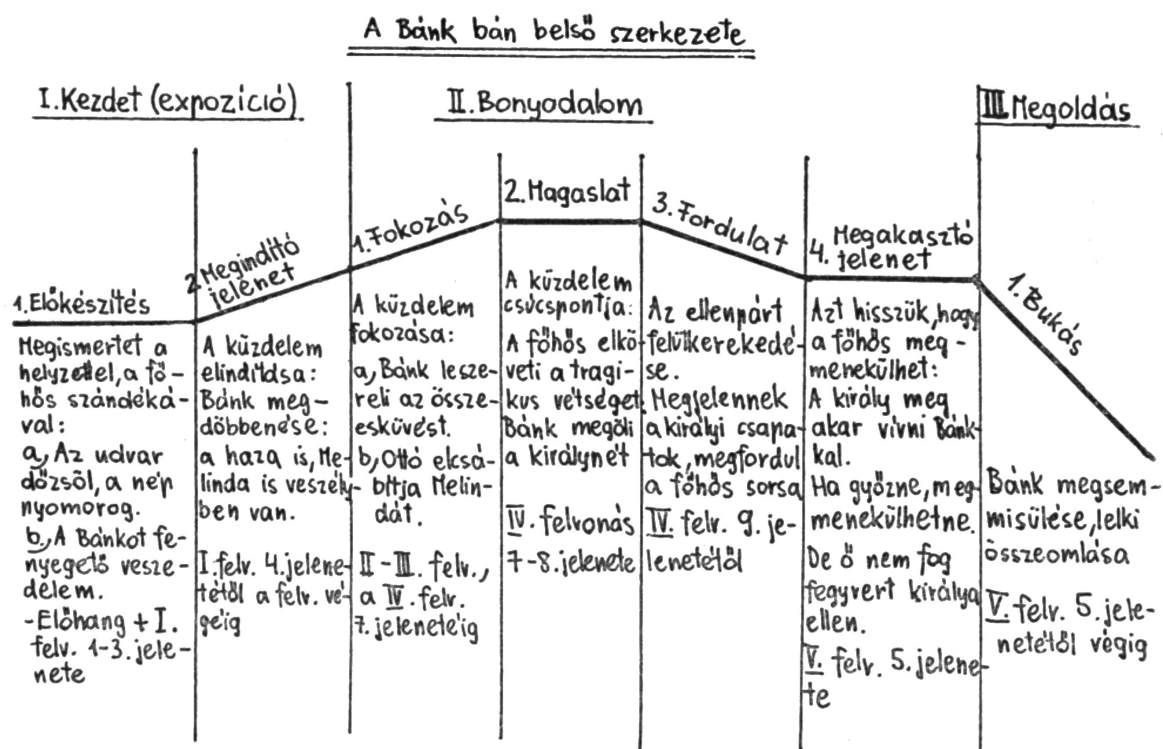 A Bánk bán belső szerkezete
I. Kezdet (expozíció)
1. Előkészítés
Megismertet a
helyzettel, a fő-
hős szándéká-
val:
a, Az udvar
dőzsöl, a nép
nyomorog.
b, A Bánkot fe-
nyegető vesze-
delem.
- Előhang + I.
felv. 1-3. jele-
nete
2. Megindító
jelenet
A küzdelem
elindítása:
Bánk meg-
döbbenése:
a haza is, Me-
linda is veszély-
ben van.
I. felv. 4. jelene-
tétől a felv. vé-
géig
II. Bonyodalom
1. Fokozás
A küzdelem
fokozása:
a, Bánk lesze-
reli az össze-
esküvést.
b, Ottó elcsá-
bítja Melin-
dát.
II - III. felv.,
a IV. felv.
7. jelenetéig
2. Magaslat
A küzdelem
csúcspontja:
A főhős elkö-
veti a tragi-
kus vétséget
Bánk megöli
a királynét
IV. felvonás
7-8. jelenete
3. Fordulat
Az ellenpárt
felülkerekedé-
se.
Megjelennek
a királyi csapa-
tok, megfordul
a főhős sorsa
IV. felv. 9. je-
lenetétől
4. Megakasztó
jelenet
Azt hisszük, hogy
a főhős meg-
menekülhet:
A király meg
akar vívni Bánk-
kal.
Ha győzne, meg-
menekülhetne.
De ő nem fog
fegyvert királya
ellen.
V. felv. 5. jelene-
te
III. Megoldás
1. Bukás
Bánk megsem-
misülése, lelki
összeomlása
V. felv. 5. jele-
netétől végig